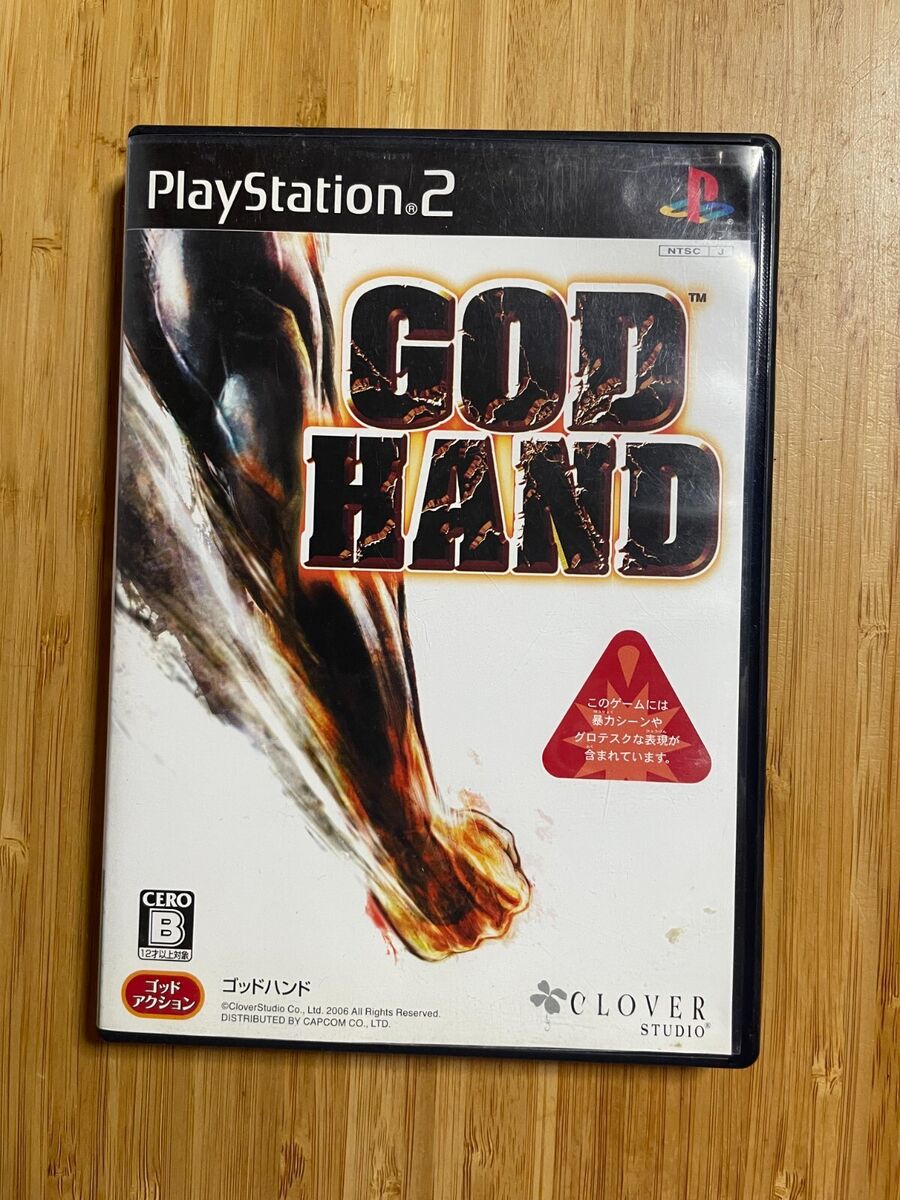 PlayStation®2
NTSC J
GOD™
HAND
このゲームには
暴力シーンや
グロテスクな表現が
含まれています。
CERO
B
12才以上対象
ゴッド
アクション
ゴッドハンド
©CloverStudio Co., Ltd. 2006 All Rights Reserved.
DISTRIBUTED BY CAPCOM CO., LTD.
CLOVER
STUDIO®